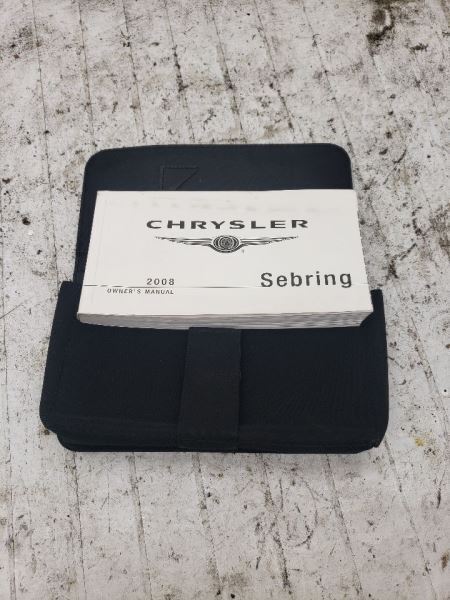 CHRYSLER
2008 Sebring
OWNER'S MANUAL